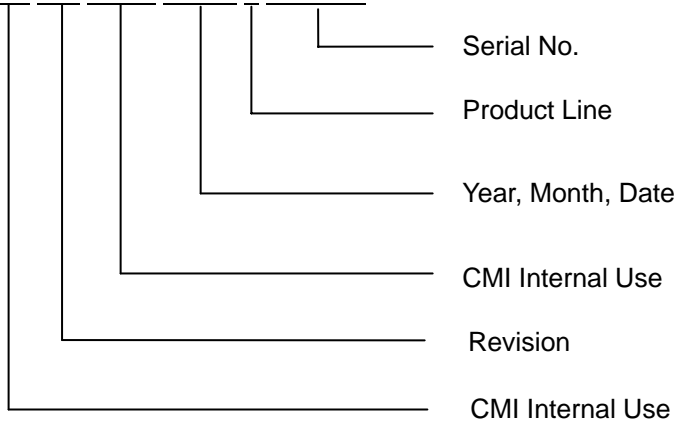 Serial No.
Product Line
Year, Month, Date
CMI Internal Use
Revision
CMI Internal Use